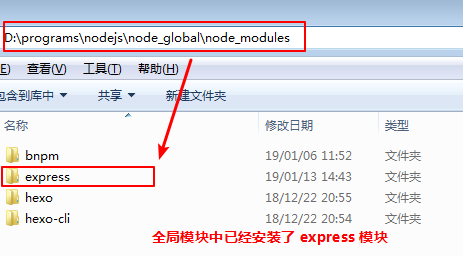 D:\programs\nodejs\node_global\node_modules
(E) 查看(V) 工具(T) 帮助(H)
包含到库中 共享 新建文件夹
名称 修改日期 类型
bnpm 19/01/06 11:52 文件夹
express 19/01/13 14:43 文件夹
hexo 18/12/22 20:55 文件夹
hexo-cli 18/12/22 20:54 文件夹
全局模块中已经安装了 express 模块